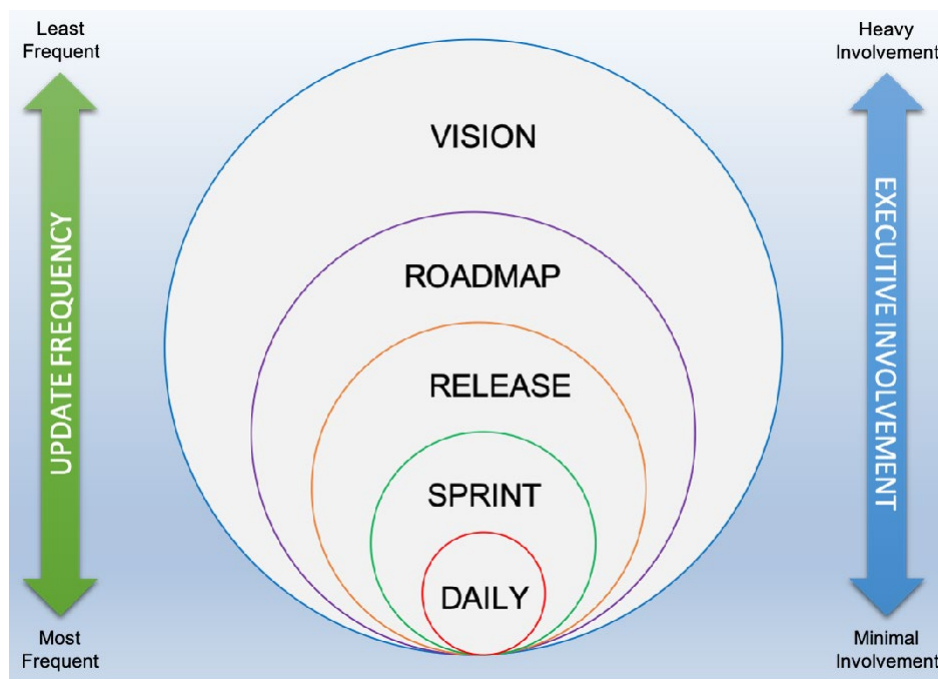 Least
Frequent
Heavy
Involvement
VISION
UPDATE FREQUENCY
EXECUTIVE INVOLVEMENT
ROADMAP
RELEASE
SPRINT
DAILY
Most
Frequent
Minimal
Involvement